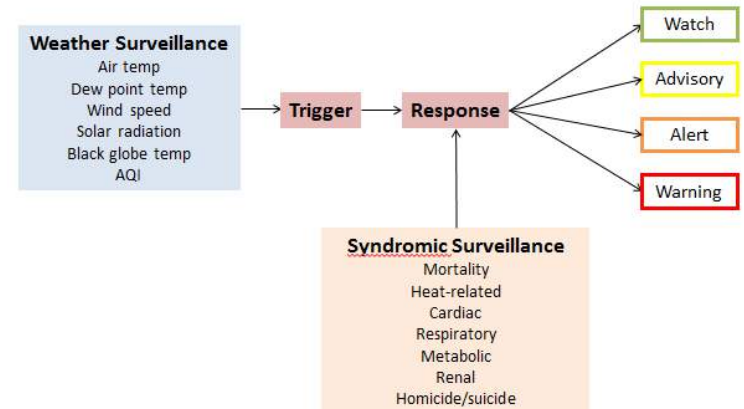 Weather Surveillance
Air temp
Dew point temp
Wind speed
Solar radiation
Black globe temp
AQI
Trigger
Response
Watch
Advisory
Alert
Warning
Syndromic Surveillance
Mortality
Heat-related
Cardiac
Respiratory
Metabolic
Renal
Homicide/suicide